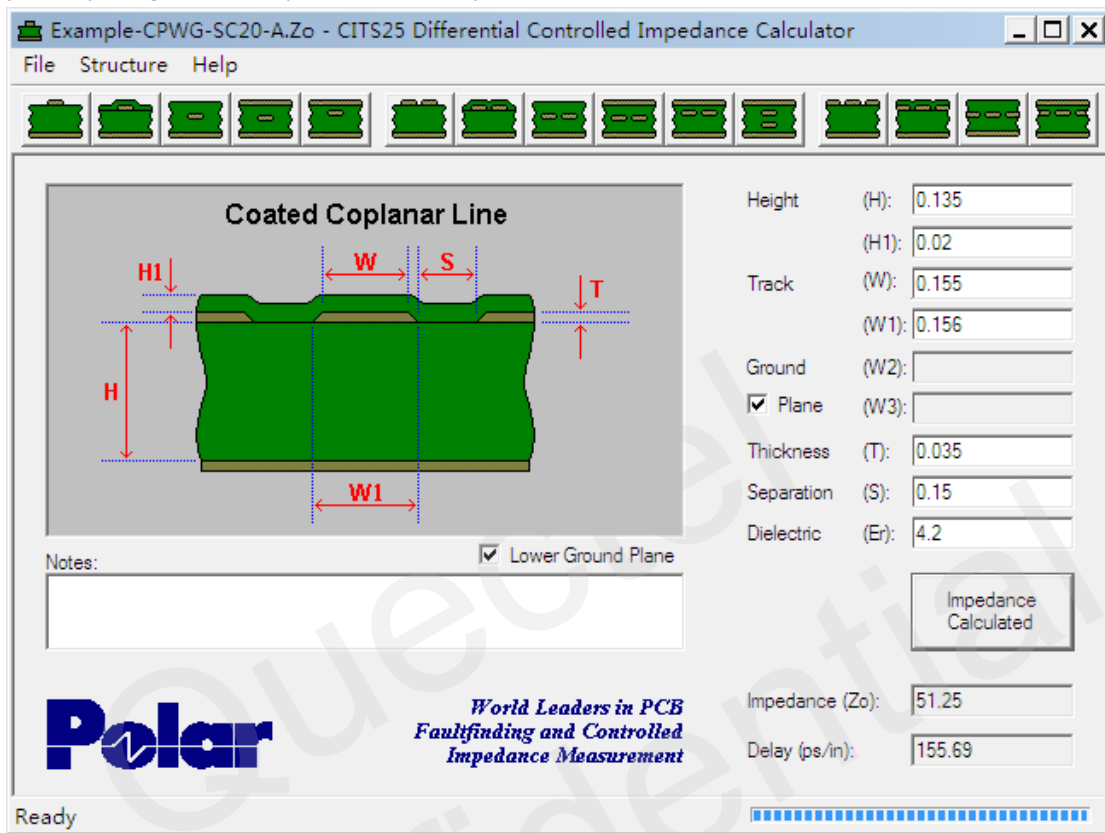 Example-CPWG-SC20-A.Zo - CITS25 Differential Controlled Impedance Calculator
File Structure Help
Coated Coplanar Line
H1
W
S
T
H
W1
Height (H): 0.135
(H1): 0.02
Track (W): 0.155
(W1): 0.156
Ground (W2):
Plane (W3):
Thickness (T): 0.035
Separation (S): 0.15
Dielectric (Er): 4.2
Notes:
Lower Ground Plane
Impedance
Calculated
Polar
World Leaders in PCB
Faultfinding and Controlled
Impedance Measurement
Impedance (Zo): 51.25
Delay (ps/in): 155.69
Ready
Quectel